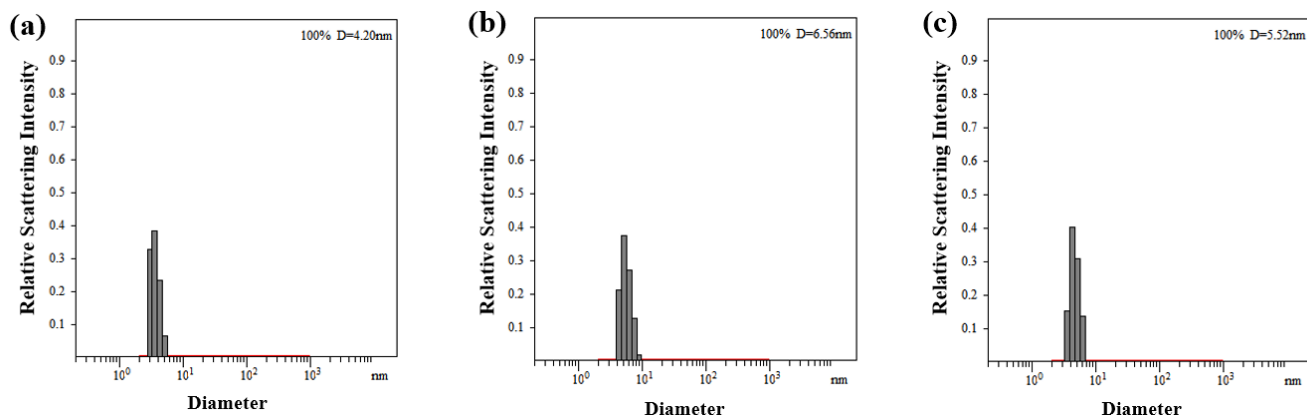 (a)
100% D=4.20nm
Relative Scattering Intensity
0.9
0.8
0.7
0.6
0.5
0.4
0.3
0.2
0.1
10⁰ 10¹ 10² 10³ nm
Diameter
(b)
100% D=6.56nm
Relative Scattering Intensity
0.9
0.8
0.7
0.6
0.5
0.4
0.3
0.2
0.1
10⁰ 10¹ 10² 10³ nm
Diameter
(c)
100% D=5.52nm
Relative Scattering Intensity
0.9
0.8
0.7
0.6
0.5
0.4
0.3
0.2
0.1
10⁰ 10¹ 10² 10³ nm
Diameter